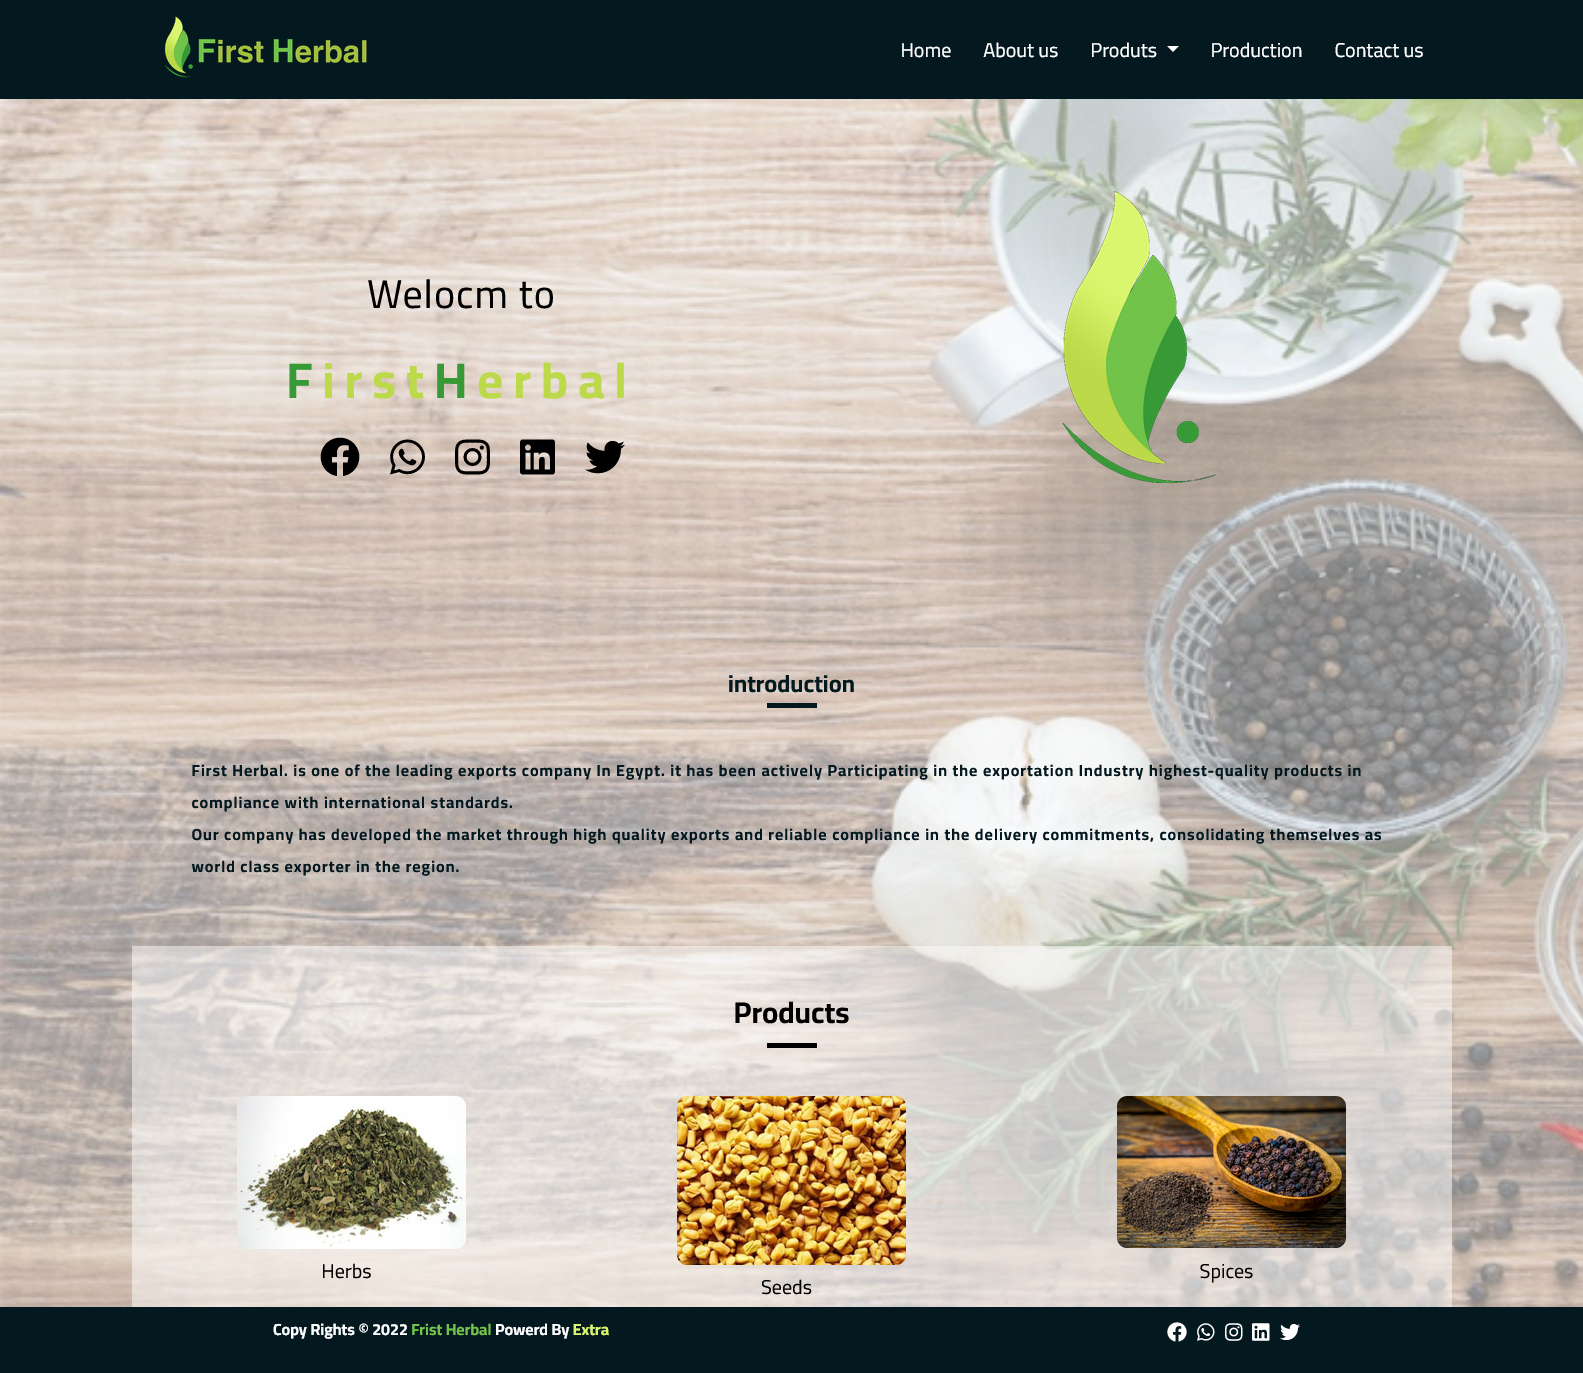 First Herbal
Home About us Produts Production Contact us
Welocm to
FirstHerbal
introduction
First Herbal. is one of the leading exports company In Egypt. it has been actively Participating in the exportation Industry highest-quality products in
compliance with international standards.
Our company has developed the market through high quality exports and reliable compliance in the delivery commitments, consolidating themselves as
world class exporter in the region.
Products
Herbs
Seeds
Spices
Copy Rights © 2022 Frist Herbal Powerd By Extra